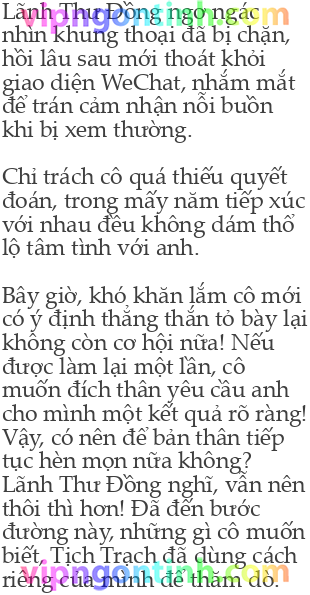 Lãnh Thư Đồng ngơ ngác
nhìn khung thoại đã bị chặn,
hồi lâu sau mới thoát khỏi
giao diện WeChat, nhắm mắt
để trán cảm nhận nỗi buồn
khi bị xem thường.
Chỉ trách cô quá thiếu quyết
đoán, trong mấy năm tiếp xúc
với nhau đều không dám thổ
lộ tâm tình với anh.
Bây giờ, khó khăn lắm cô mới
có ý định thẳng thắn tỏ bày lại
không còn cơ hội nữa! Nếu
được làm lại một lần, cô
muốn đích thân yêu cầu anh
cho mình một kết quả rõ ràng!
Vậy, có nên để bản thân tiếp
tục hèn mọn nữa không?
Lãnh Thư Đồng nghĩ, vẫn nên
thôi thì hơn! Đã đến bước
đường này, những gì cô muốn
biết, Tịch Trạch đã dùng cách
riêng của mình để thăm dò.
vipngontinh.com
vipngontinh.com